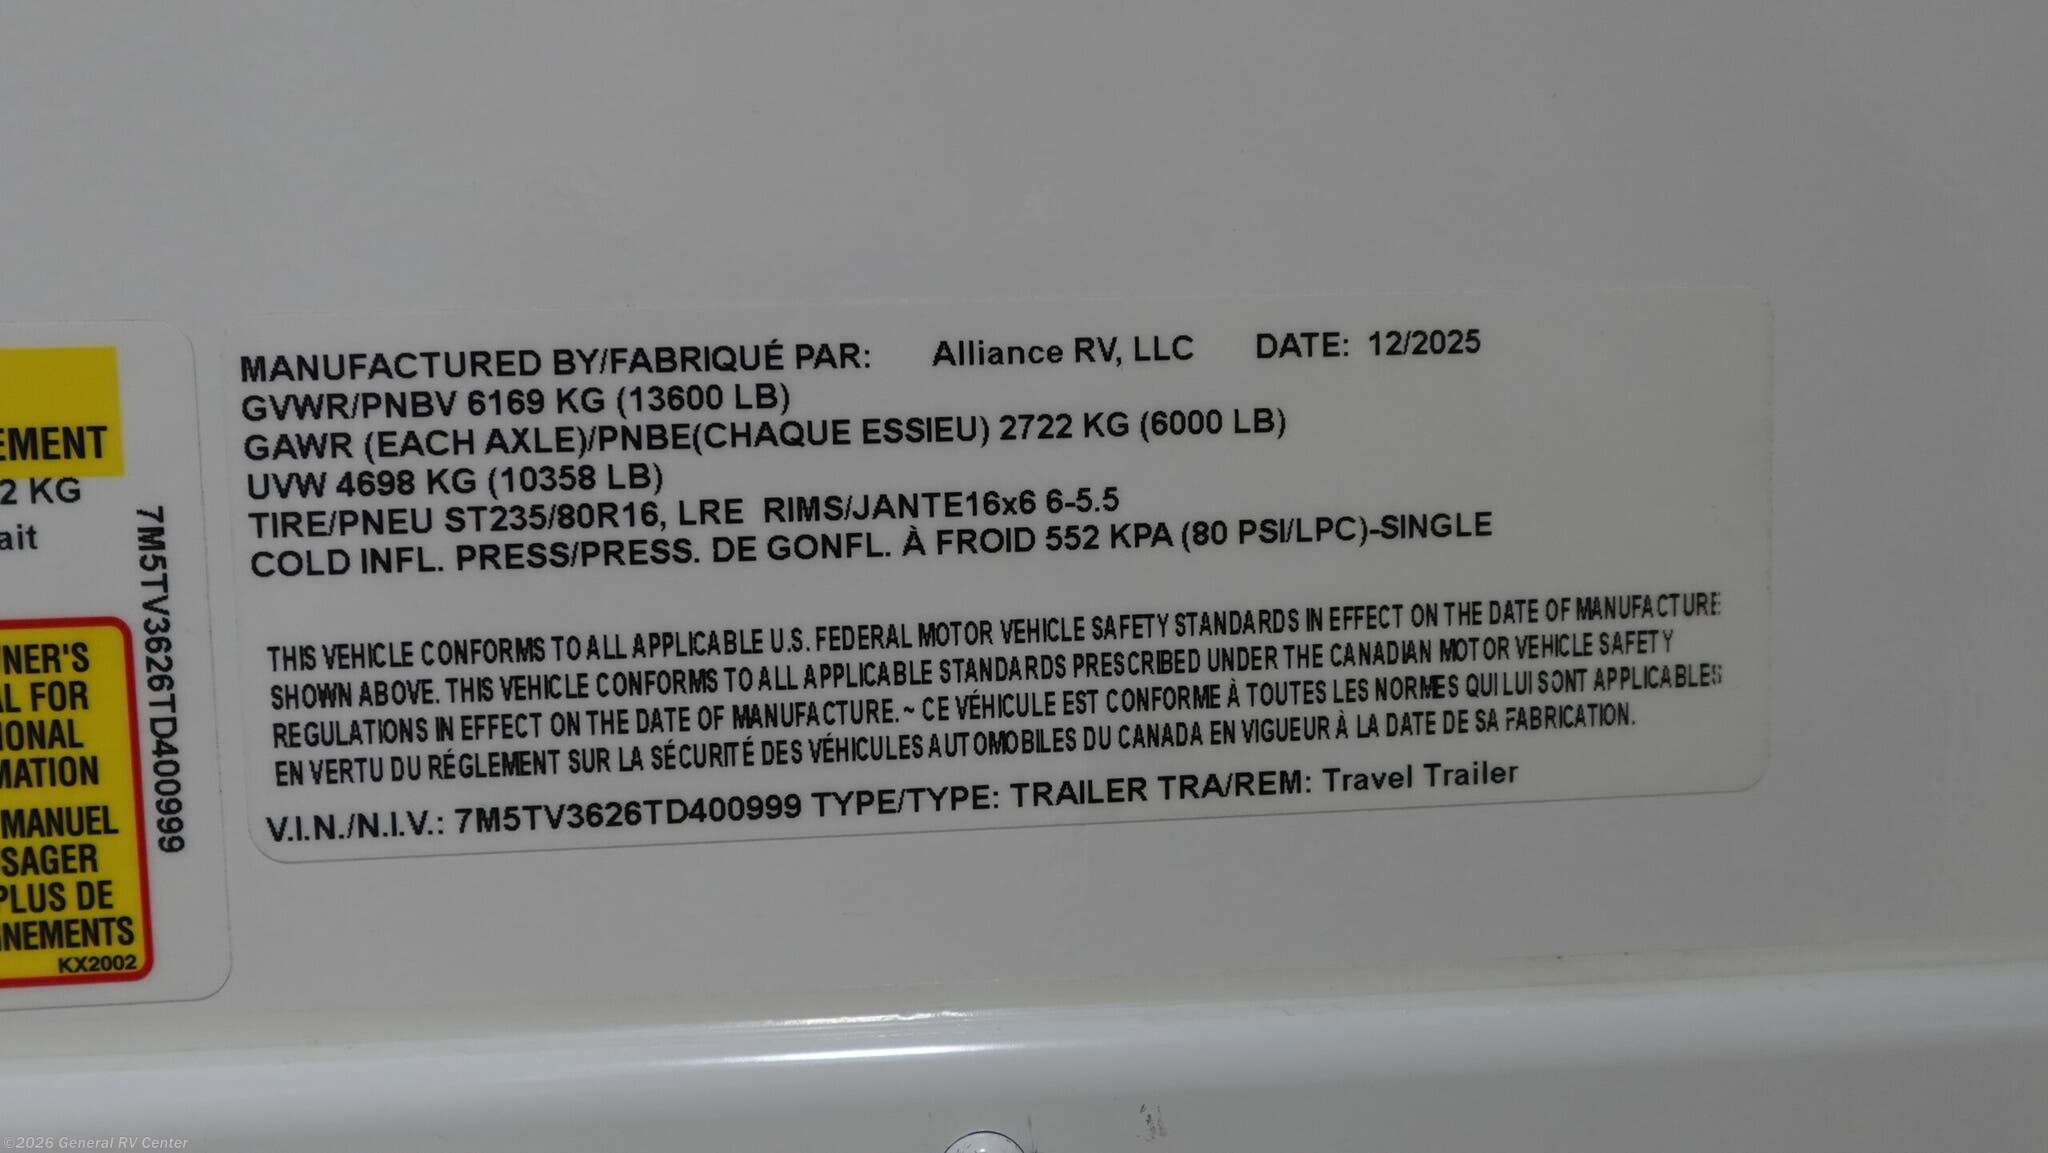 EMENT
2 KG
ait
7M5TV3626TD400999
NER'S
L FOR
IONAL
MATION
MANUEL
SAGER
PLUS DE
GNEMENTS
KX2002
MANUFACTURED BY/FABRIQUÉ PAR: Alliance RV, LLC DATE: 12/2025
GVWR/PNBV 6169 KG (13600 LB)
GAWR (EACH AXLE)/PNBE(CHAQUE ESSIEU) 2722 KG (6000 LB)
UVW 4698 KG (10358 LB)
TIRE/PNEU ST235/80R16, LRE RIMS/JANTE16x6 6-5.5
COLD INFL. PRESS/PRESS. DE GONFL. À FROID 552 KPA (80 PSI/LPC)-SINGLE
THIS VEHICLE CONFORMS TO ALL APPLICABLE U.S. FEDERAL MOTOR VEHICLE SAFETY STANDARDS IN EFFECT ON THE DATE OF MANUFACTURE
SHOWN ABOVE. THIS VEHICLE CONFORMS TO ALL APPLICABLE STANDARDS PRESCRIBED UNDER THE CANADIAN MOTOR VEHICLE SAFETY
REGULATIONS IN EFFECT ON THE DATE OF MANUFACTURE. ~ CE VÉHICULE EST CONFORME À TOUTES LES NORMES QUI LUI SONT APPLICABLES
EN VERTU DU RÉGLEMENT SUR LA SÉCURITÉ DES VÉHICULES AUTOMOBILES DU CANADA EN VIGUEUR À LA DATE DE SA FABRICATION.
V.I.N./N.I.V.: 7M5TV3626TD400999 TYPE/TYPE: TRAILER TRA/REM: Travel Trailer
©2026 General RV Center